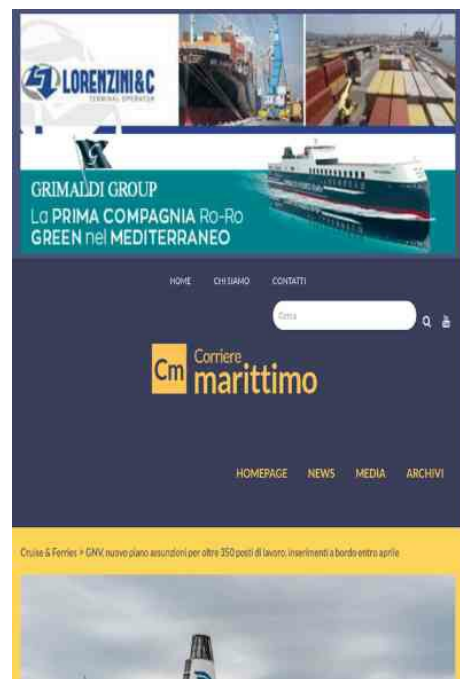 LORENZINI&C
TERMINAL OPERATOR
GRIMALDI GROUP
La PRIMA COMPAGNIA Ro-Ro
GREEN nel MEDITERRANEO
HOME CHI SIAMO CONTATTI
Cerca
Cm Corriere
marittimo
HOMEPAGE NEWS MEDIA ARCHIVI
Cruise & Ferries > GNV, nuovo piano assunzioni per oltre 350 posti di lavoro, inserimenti a bordo entro aprile